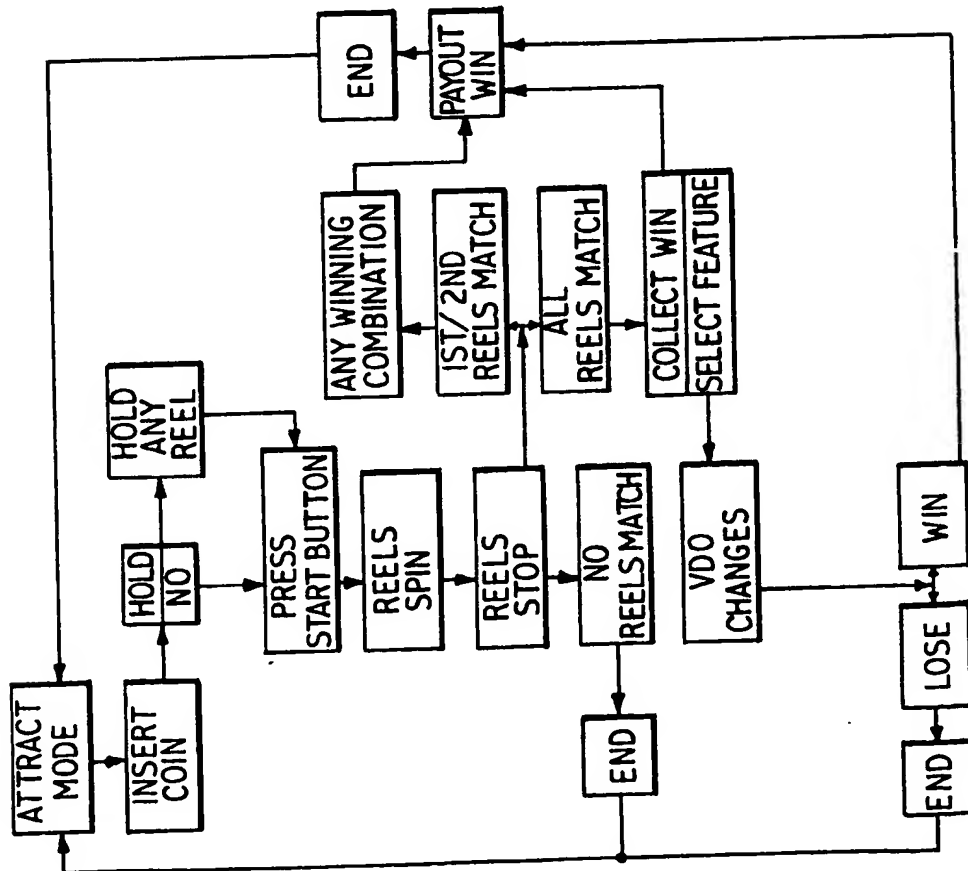 ATTRACT
MODE
INSERT
COIN
HOLD
NO
HOLD
ANY
REEL
PRESS
START BUTTON
REELS
SPIN
REELS
STOP
NO
REELS MATCH
END
ANY WINNING
COMBINATION
1ST/2ND
REELS MATCH
ALL
REELS MATCH
COLLECT WIN
SELECT FEATURE
PAYOUT
WIN
END
VDO
CHANGES
WIN
LOSE
END